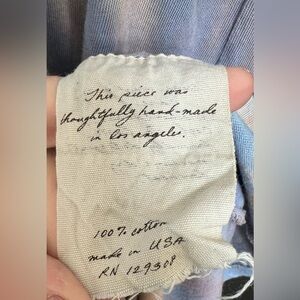 This piece was
thoughtfully hand-made
in los angeles.
100% cotton
made in USA
RN 129308